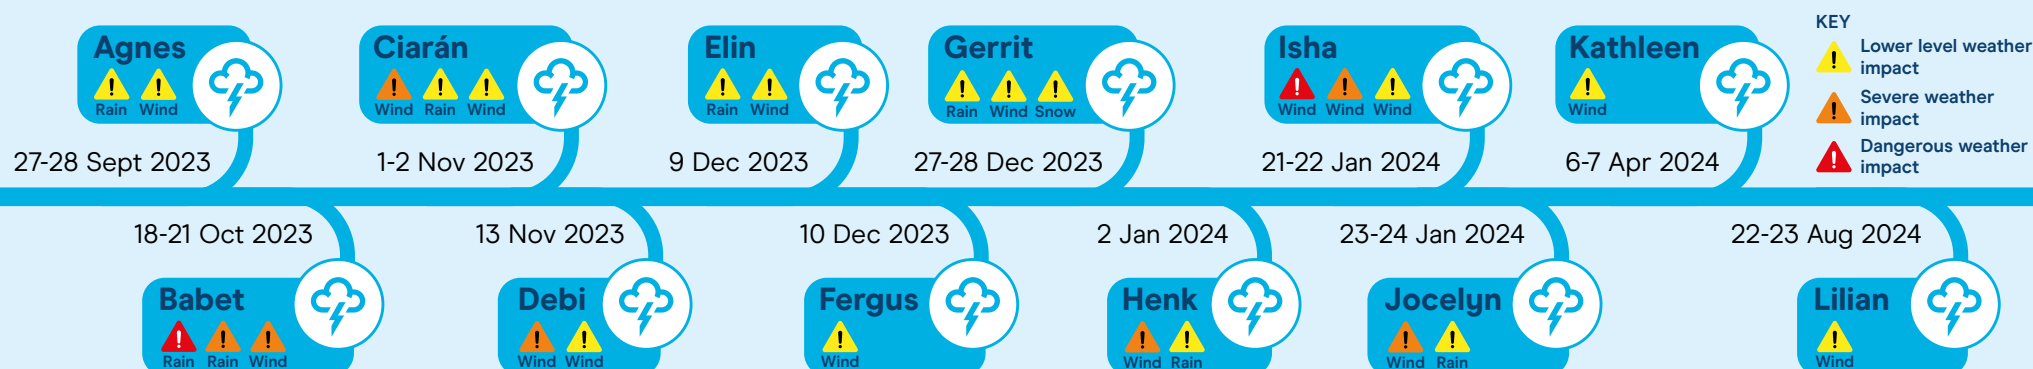 Agnes
Rain Wind
27-28 Sept 2023
Ciarán
Wind Rain Wind
1-2 Nov 2023
Elin
Rain Wind
9 Dec 2023
Gerrit
Rain Wind Snow
27-28 Dec 2023
Isha
Wind Wind Wind
21-22 Jan 2024
Kathleen
Wind
6-7 Apr 2024
KEY
Lower level weather
impact
Severe weather
impact
Dangerous weather
impact
18-21 Oct 2023
Babet
Rain Rain Wind
13 Nov 2023
Debi
Wind Wind
10 Dec 2023
Fergus
Wind
2 Jan 2024
Henk
Wind Rain
23-24 Jan 2024
Jocelyn
Wind Rain
22-23 Aug 2024
Lilian
Wind